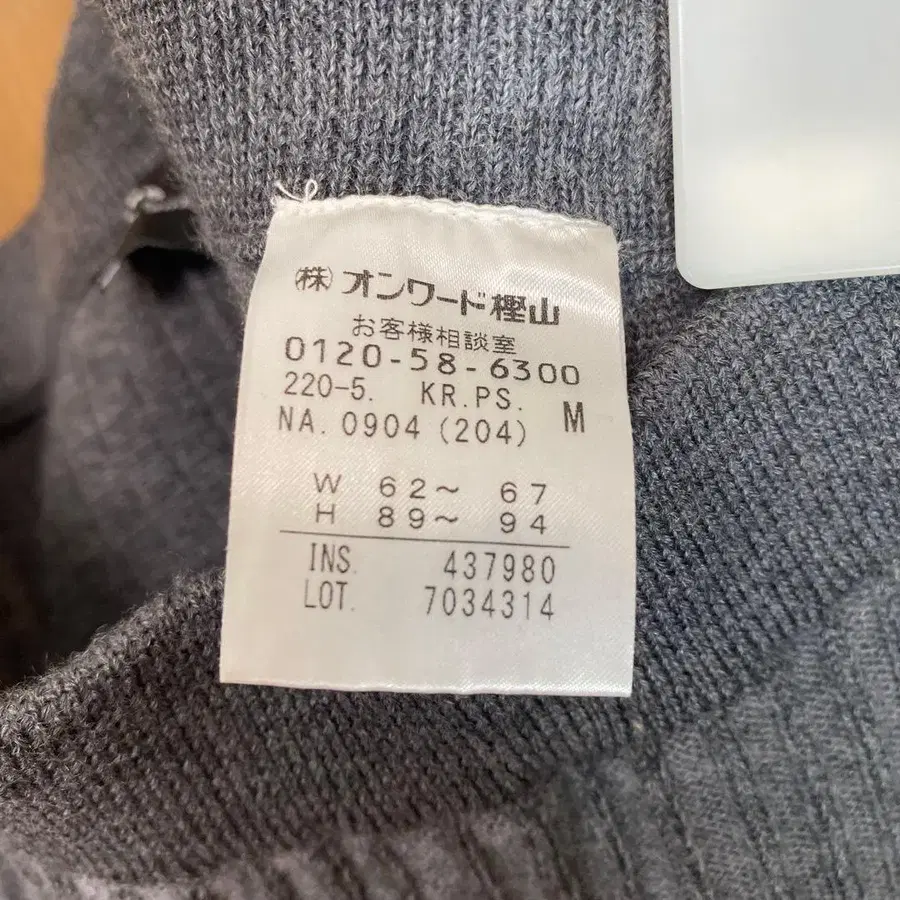 ㈱オンワード樫山
お客様相談室
0120-58-6300
220-5. KR.PS. M
NA. 0904 (204)
W 62～ 67
H 89～ 94
INS. 437980
LOT. 7034314